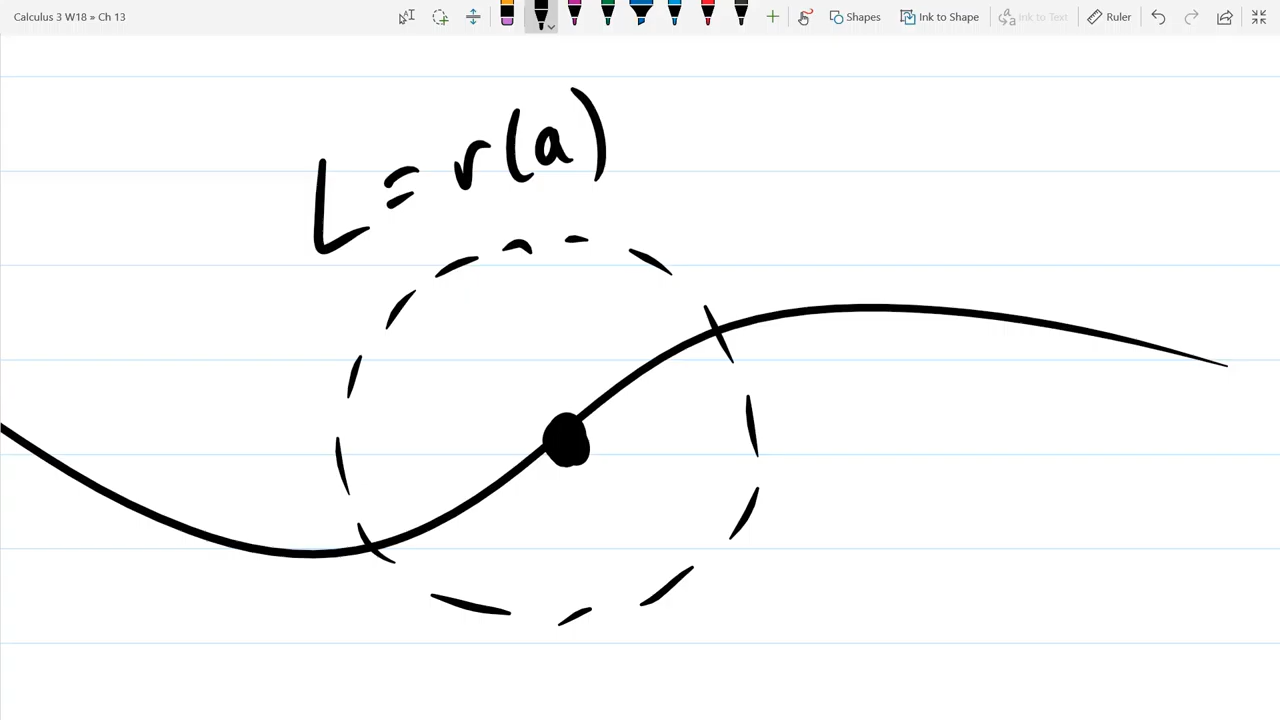 Calculus 3 W18 » Ch 13
Shapes
Ink to Shape
Ink to Text
Ruler
L = r(a)